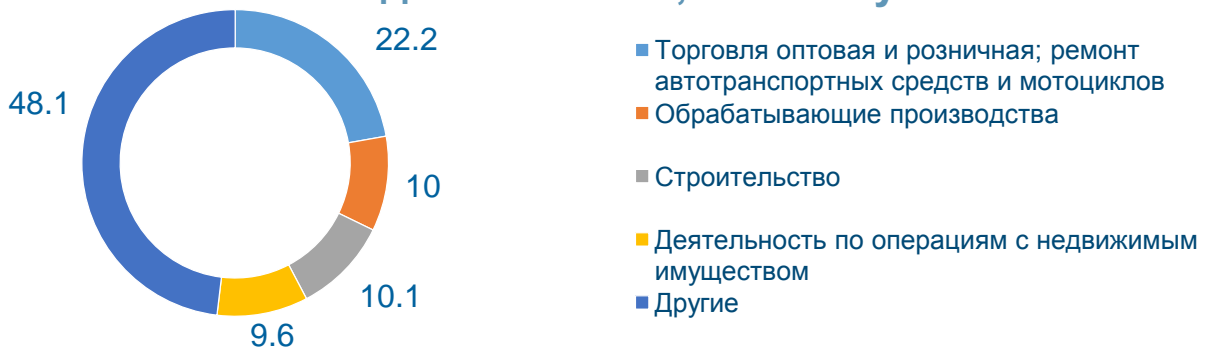 22.2
48.1
10
10.1
9.6
Торговля оптовая и розничная; ремонт
автотранспортных средств и мотоциклов
Обрабатывающие производства
Строительство
Деятельность по операциям с недвижимым
имуществом
Другие